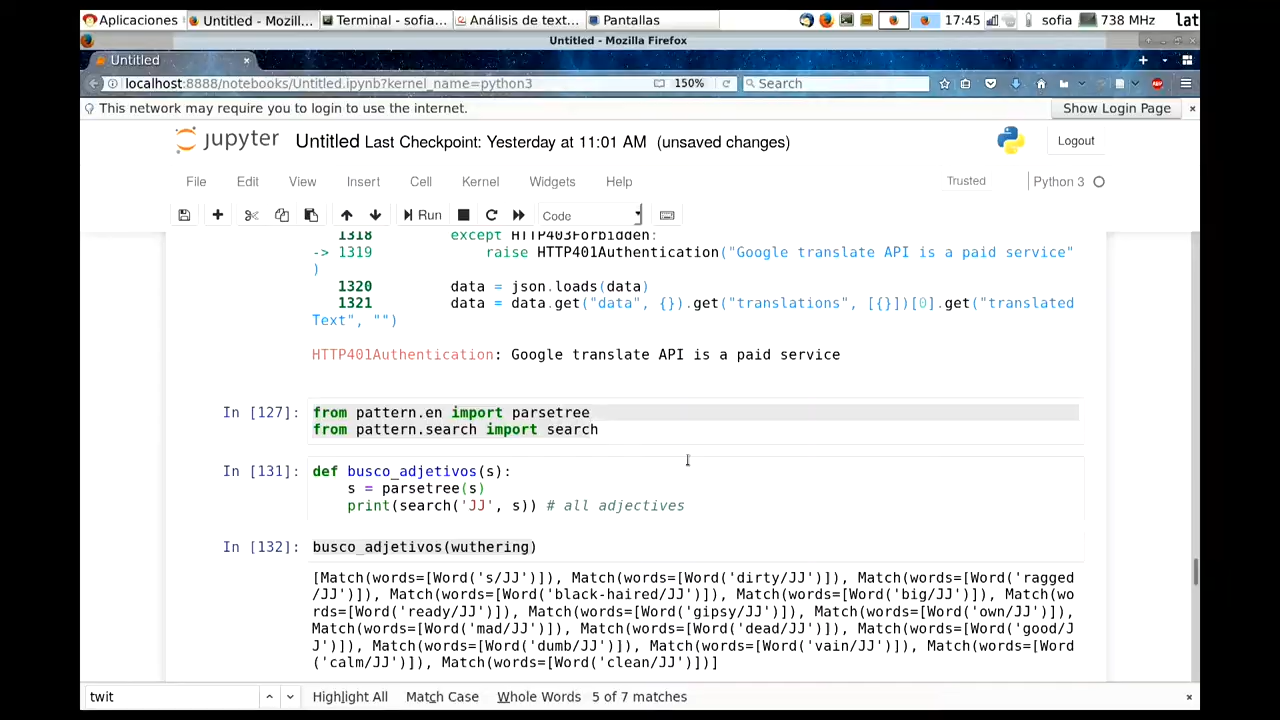 Aplicaciones Untitled - Mozill... Terminal - sofia... Análisis de text... Pantallas 17:45 sofia 738 MHz lat
Untitled - Mozilla Firefox
Untitled
localhost:8888/notebooks/Untitled.ipynb?kernel_name=python3 150% Search
This network may require you to login to use the internet. Show Login Page
jupyter Untitled Last Checkpoint: Yesterday at 11:01 AM (unsaved changes) Logout
File Edit View Insert Cell Kernel Widgets Help Trusted Python 3
Run Code
1318 except HTTP403Forbidden:
-> 1319 raise HTTP401Authentication("Google translate API is a paid service"
)
1320 data = json.loads(data)
1321 data = data.get("data", {}).get("translations", [{}])[0].get("translated
Text", "")
HTTP401Authentication: Google translate API is a paid service
In [127]: from pattern.en import parsetree
from pattern.search import search
In [131]: def busco_adjetivos(s):
s = parsetree(s)
print(search('JJ', s)) # all adjectives
In [132]: busco_adjetivos(wuthering)
[Match(words=[Word('s/JJ')]), Match(words=[Word('dirty/JJ')]), Match(words=[Word('ragged
/JJ')]), Match(words=[Word('black-haired/JJ')]), Match(words=[Word('big/JJ')]), Match(wo
rds=[Word('ready/JJ')]), Match(words=[Word('gipsy/JJ')]), Match(words=[Word('own/JJ')]),
Match(words=[Word('mad/JJ')]), Match(words=[Word('dead/JJ')]), Match(words=[Word('good/J
J')]), Match(words=[Word('dumb/JJ')]), Match(words=[Word('vain/JJ')]), Match(words=[Word
('calm/JJ')]), Match(words=[Word('clean/JJ')])]
twit Highlight All Match Case Whole Words 5 of 7 matches